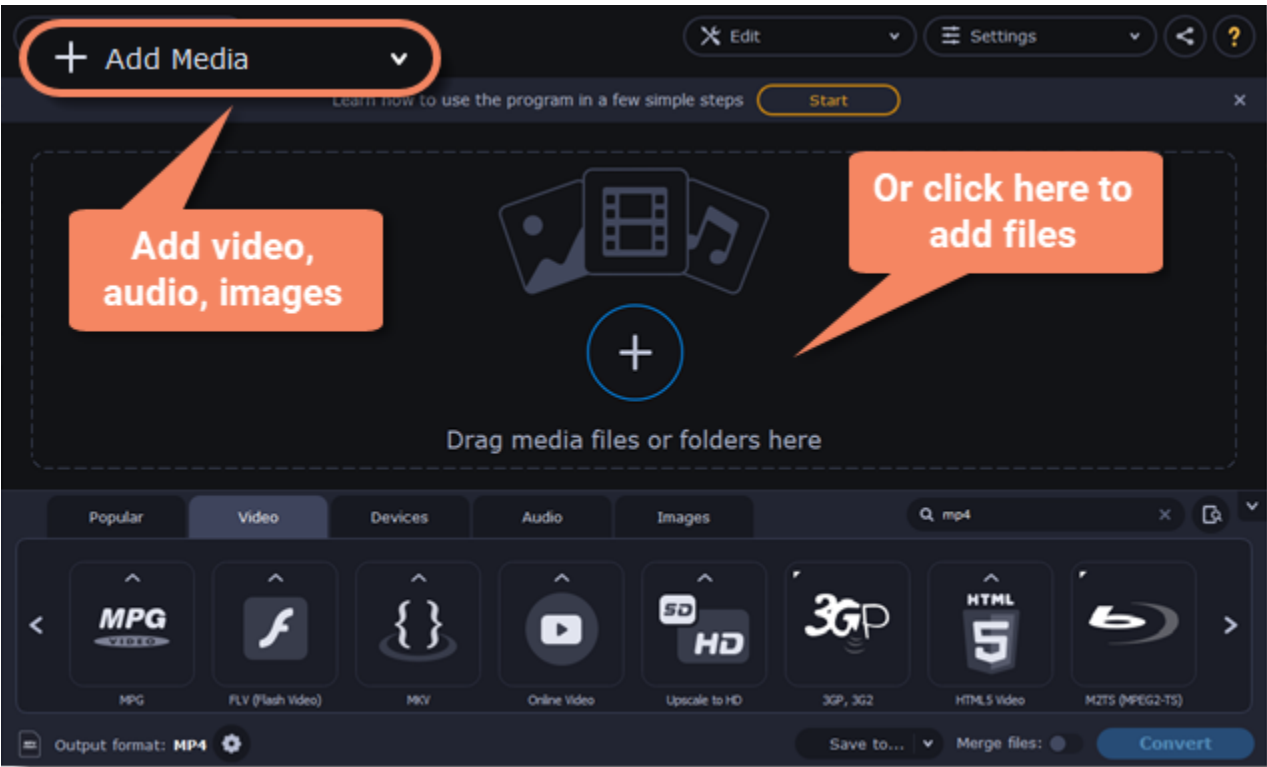 Add Media
Edit
Settings
?
Learn how to use the program in a few simple steps
Start
Or click here to
add files
Add video,
audio, images
Drag media files or folders here
Popular
Video
Devices
Audio
Images
mp4
MPG
VIDEO
SD
HD
3GP
HTML
5
MPG
FLV (Flash Video)
MKV
Online Video
Upscale to HD
3GP, 3G2
HTML5 Video
M2TS (MPEG2-TS)
Output format: MP4
Save to...
Merge files:
Convert